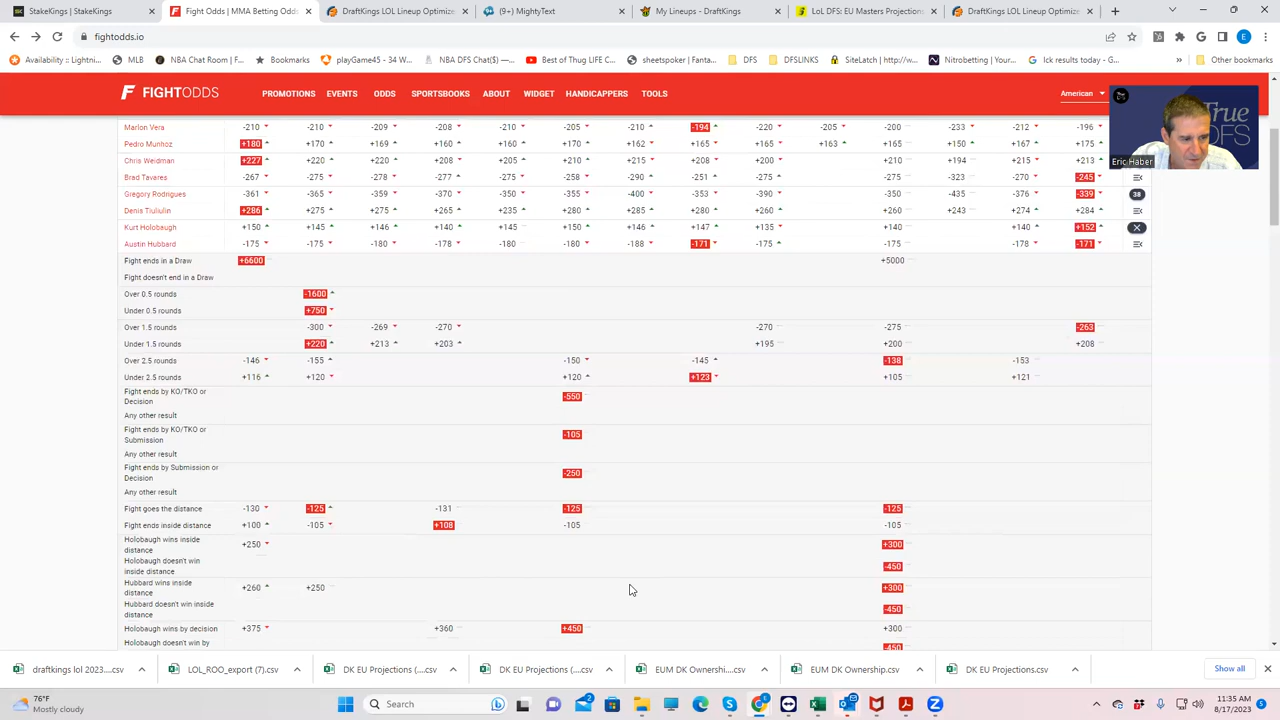 StakeKings | StakeKings
Fight Odds | MMA Betting Odds
DraftKings LOL Lineup Optimize
(9+) MightyText
My Lineups - DraftKings
LoL DFS: EU Masters Projections
DraftKings LOL Lineup Optimize
fightodds.io
Availability :: Lightni...
MLB
NBA Chat Room | F...
Bookmarks
playGame45 - 34 W...
NBA DFS Chat($) —...
Best of Thug LIFE C...
sheetspoker | Fanta...
DFS
DFSLINKS
SiteLatch | http://w...
Nitrobetting | Your...
Ick results today - G...
Other bookmarks
FIGHTODDS PROMOTIONS EVENTS ODDS SPORTSBOOKS ABOUT WIDGET HANDICAPPERS TOOLS American
True
DFS
Eric Haber
Marlon Vera -210 -210 -209 -208 -210 -205 -210 -194 -220 -205 -200 -233 -212 -196
Pedro Munhoz +180 +170 +169 +160 +160 +170 +162 +165 +165 +163 +165 +150 +167 +175
Chris Weidman +227 +220 +220 +208 +205 +210 +215 +208 +200 +210 +194 +215 +213
Brad Tavares -267 -275 -278 -277 -275 -258 -290 -251 -275 -275 -323 -270 -245
Gregory Rodrigues -361 -365 -339 -370 -350 -355 -400 -353 -390 -350 -435 -376 -339 38
Denis Tiuliulin +286 +275 +275 +265 +235 +280 +285 +280 +260 +260 +243 +274 +284
Kurt Holobaugh +150 +145 +146 +144 +145 +150 +146 +147 +135 +140 +140 +152
Austin Hubbard -175 -175 -180 -178 -180 -180 -188 -171 -175 -175 -178 -171
Fight ends in a Draw +6600 +5000
Fight doesn't end in a Draw
Over 0.5 rounds -1600
Under 0.5 rounds +750
Over 1.5 rounds -300 -269 -270 -270 -275 -263
Under 1.5 rounds +220 +213 +203 +195 +200 +208
Over 2.5 rounds -146 -155 -150 -145 -138 -153
Under 2.5 rounds +116 +120 +120 +123 +105 +121
Fight ends by KO/TKO or
Decision -550
Any other result
Fight ends by KO/TKO or
Submission -105
Any other result
Fight ends by Submission or
Decision -250
Any other result
Fight goes the distance -130 -125 -131 -125 -125
Fight ends inside distance +100 -105 +108 -105 -105
Holobaugh wins inside
distance +250 +300
Holobaugh doesn't win
inside distance -450
Hubbard wins inside
distance +260 +250 +300
Hubbard doesn't win inside
distance -450
Holobaugh wins by decision +375 +360 +450 +300
Holobaugh doesn't win by -450
draftkings lol 2023....csv
LOL_ROO_export (7).csv
DK EU Projections (....csv
DK EU Projections (....csv
EUM DK Ownershi....csv
EUM DK Ownership.csv
DK EU Projections.csv
Show all
76°F
Mostly cloudy
Search
11:35 AM
8/17/2023